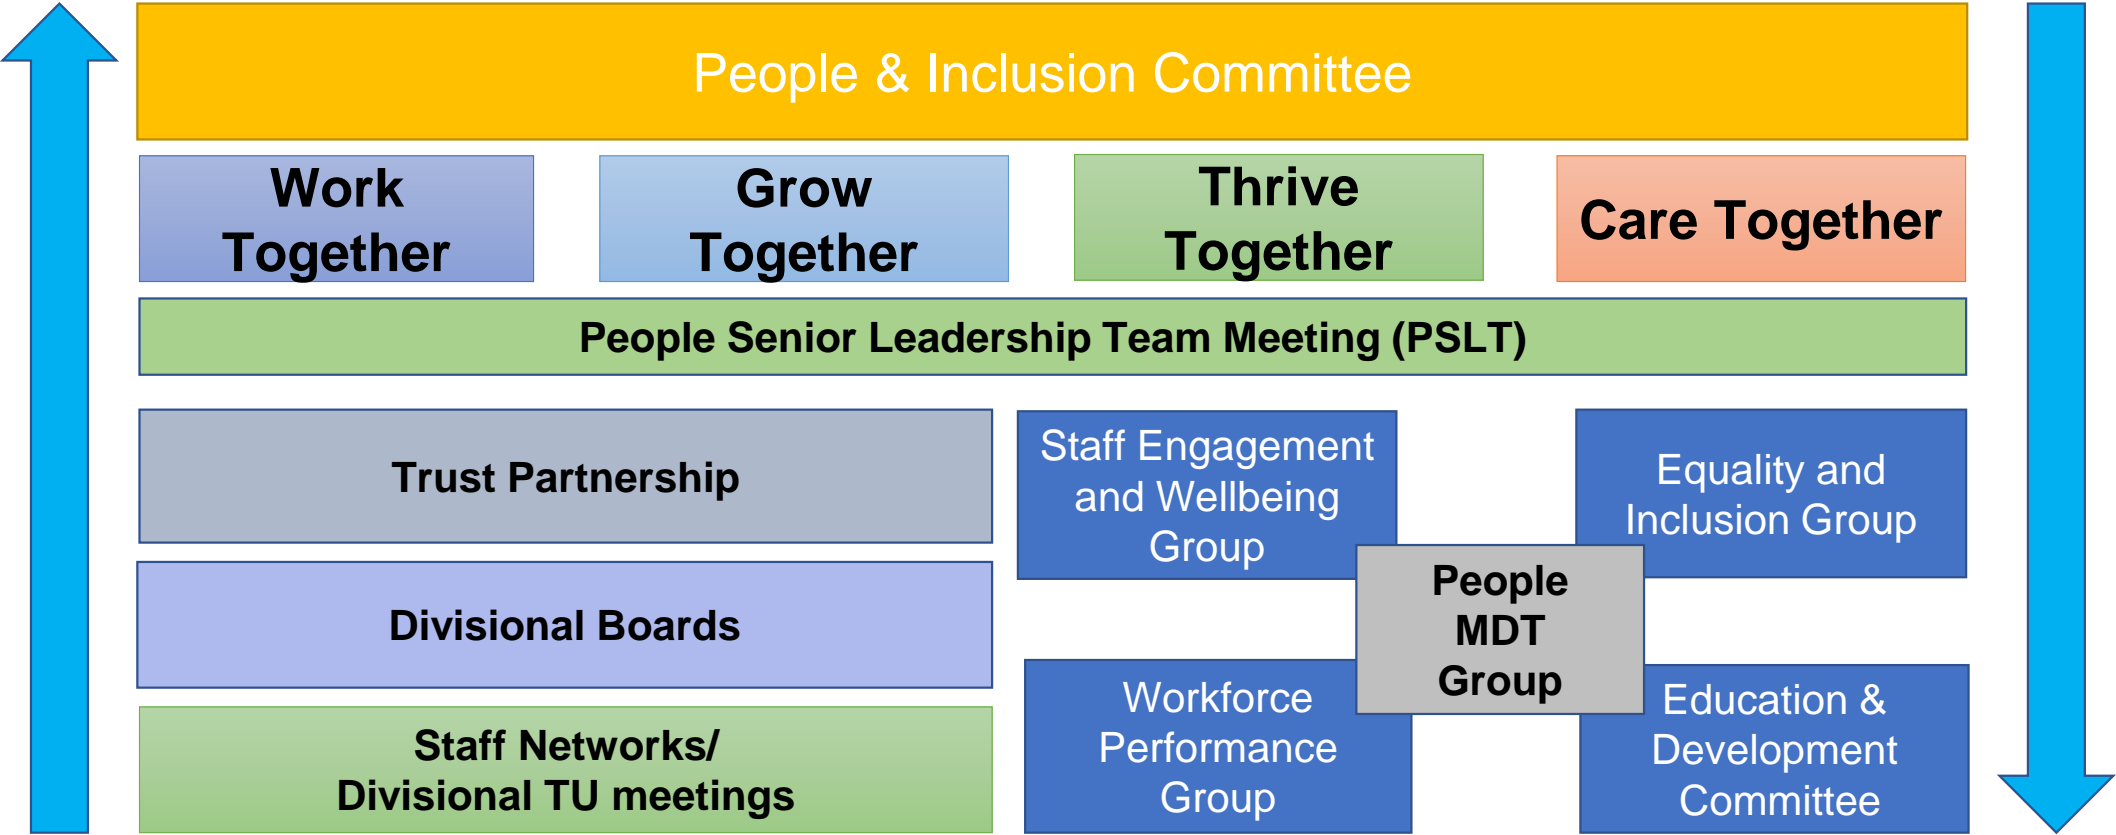 People & Inclusion Committee
Work
Together
Grow
Together
Thrive
Together
Care Together
People Senior Leadership Team Meeting (PSLT)
Trust Partnership
Divisional Boards
Staff Networks/
Divisional TU meetings
Staff Engagement
and Wellbeing
Group
Equality and
Inclusion Group
People
MDT
Group
Workforce
Performance
Group
Education &
Development
Committee